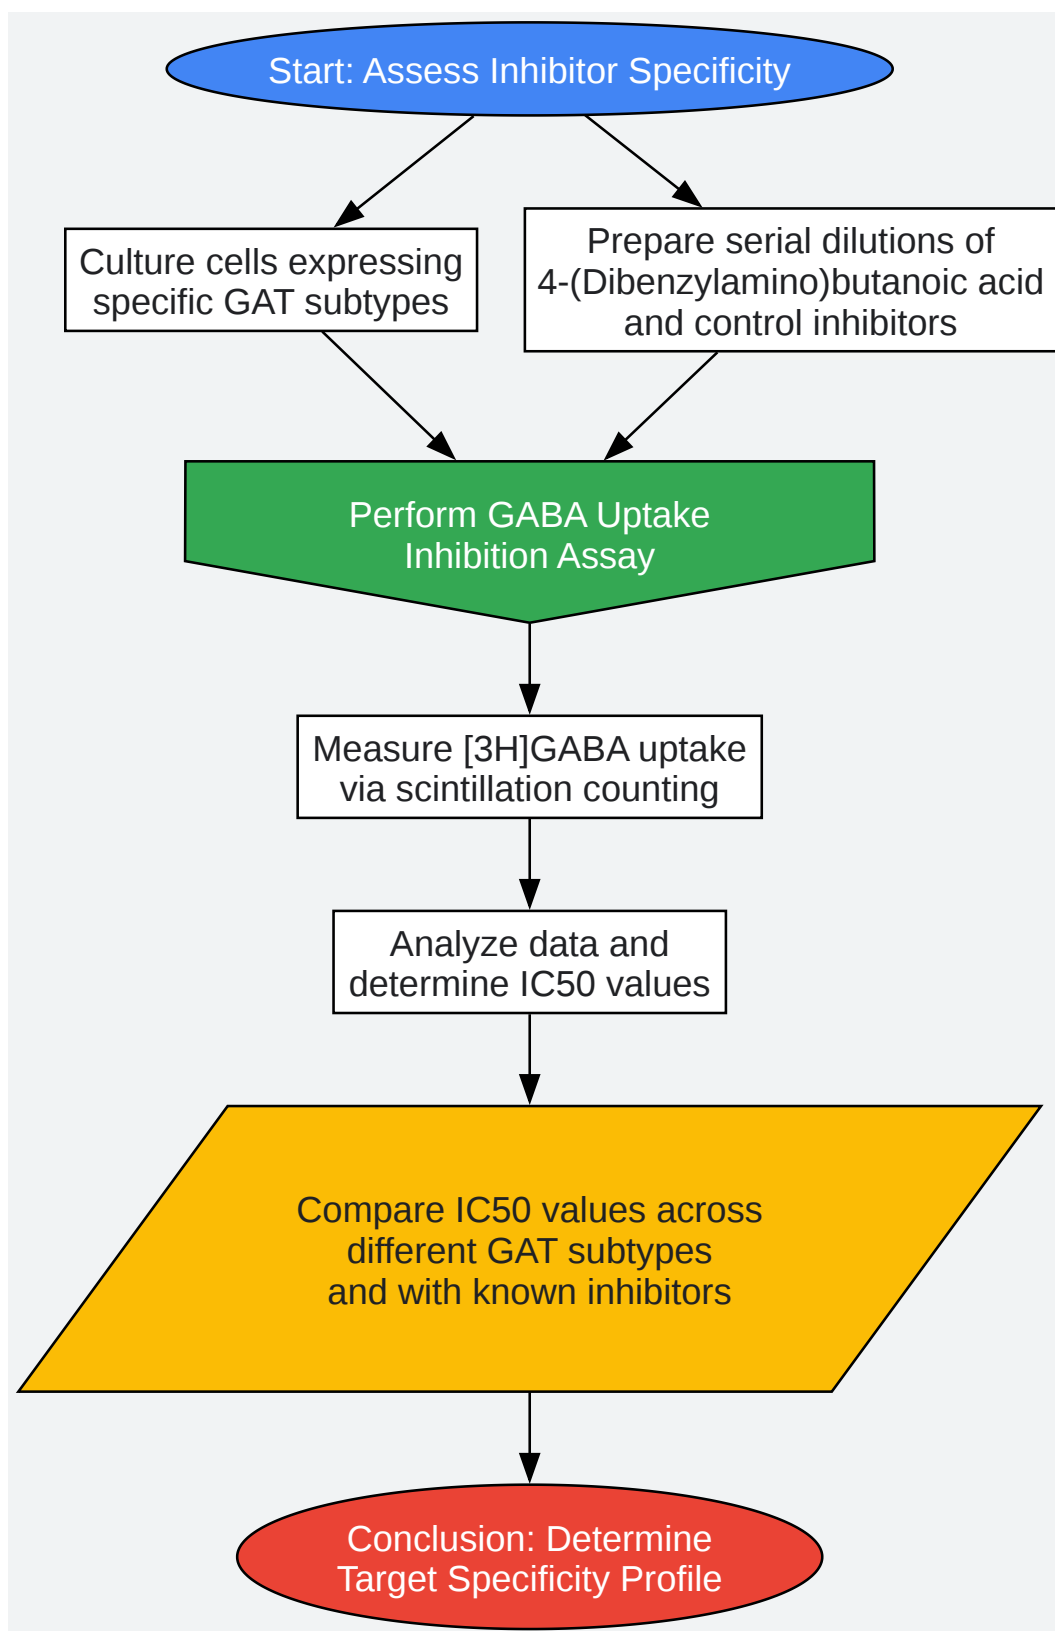 Start: Assess Inhibitor Specificity
Culture cells expressing
specific GAT subtypes
Prepare serial dilutions of
4-(Dibenzylamino)butanoic acid
and control inhibitors
Perform GABA Uptake
Inhibition Assay
Measure [3H]GABA uptake
via scintillation counting
Analyze data and
determine IC50 values
Compare IC50 values across
different GAT subtypes
and with known inhibitors
Conclusion: Determine
Target Specificity Profile